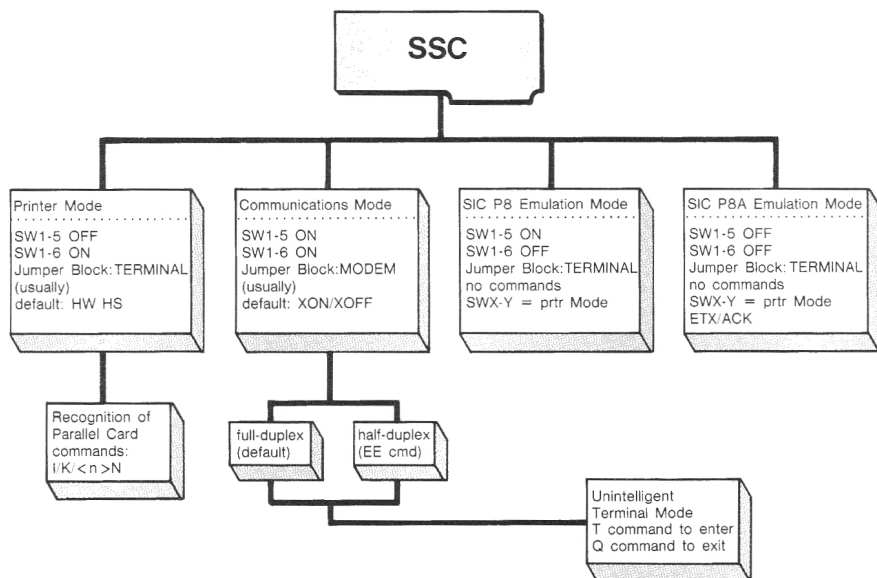 SSC
Printer Mode
SW1-5 OFF
SW1-6 ON
Jumper Block:TERMINAL
(usually)
default: HW HS
Communications Mode
SW1-5 ON
SW1-6 ON
Jumper Block:MODEM
(usually)
default: XON/XOFF
SIC P8 Emulation Mode
SW1-5 ON
SW1-6 OFF
Jumper Block:TERMINAL
no commands
SWX-Y = prtr Mode
SIC P8A Emulation Mode
SW1-5 OFF
SW1-6 OFF
Jumper Block:TERMINAL
no commands
SWX-Y = prtr Mode
ETX/ACK
Recognition of
Parallel Card
commands:
I/K/<n>N
full-duplex
(default)
half-duplex
(EE cmd)
Unintelligent
Terminal Mode
T command to enter
Q command to exit